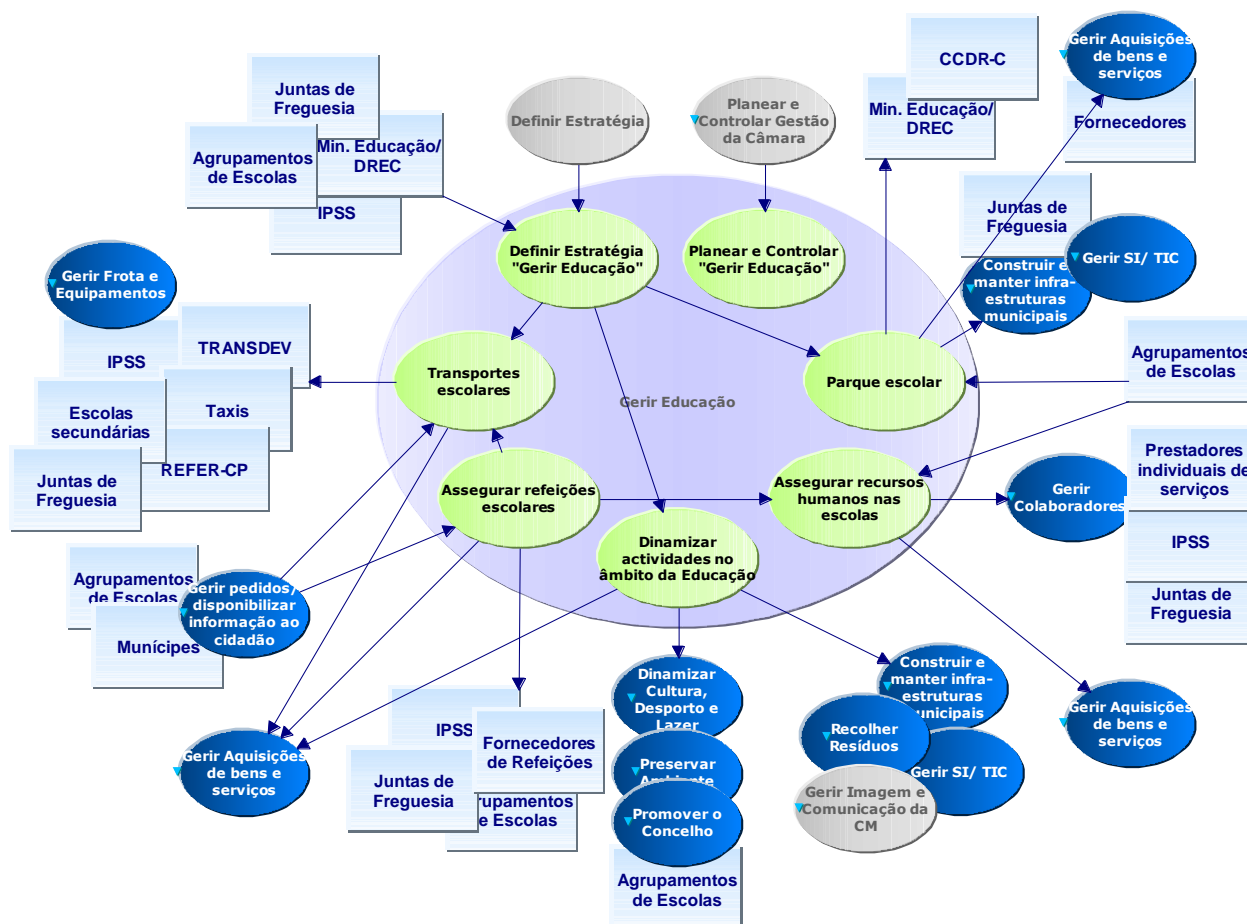 Gerir Aquisições
de bens e
serviços
CCDR-C
Juntas de
Freguesia
Definir Estratégia
Planear e
Controlar Gestão
da Câmara
Min. Educação/
DREC
Fornecedores
Min. Educação/
DREC
Agrupamentos
de Escolas
IPSS
Juntas de
Freguesia
Definir Estratégia
"Gerir Educação"
Planear e Controlar
"Gerir Educação"
Gerir SI/ TIC
Gerir Frota e
Equipamentos
Construir e
manter infra-
estruturas
municipais
IPSS
TRANSDEV
Transportes
escolares
Gerir Educação
Parque escolar
Agrupamentos
de Escolas
Escolas
secundárias
Taxis
REFER-CP
Juntas de
Freguesia
Assegurar refeições
escolares
Assegurar recursos
humanos nas
escolas
Gerir
Colaboradores
Prestadores
individuais de
serviços
IPSS
Juntas de
Freguesia
Dinamizar
actividades no
âmbito da Educação
Agrupamentos
de Escolas
Munícipes
Gerir pedidos/
disponibilizar
informação ao
cidadão
Dinamizar
Cultura,
Desporto e
Lazer
Construir e
manter infra-
estruturas
municipais
Gerir Aquisições
de bens e
serviços
IPSS
Fornecedores
de Refeições
Recolher
Resíduos
Gerir Aquisições
de bens e
serviços
Juntas de
Freguesia
Preservar
Ambiente
Gerir SI/ TIC
Agrupamentos
de Escolas
Promover o
Concelho
Gerir Imagem e
Comunicação da
CM
Agrupamentos
de Escolas